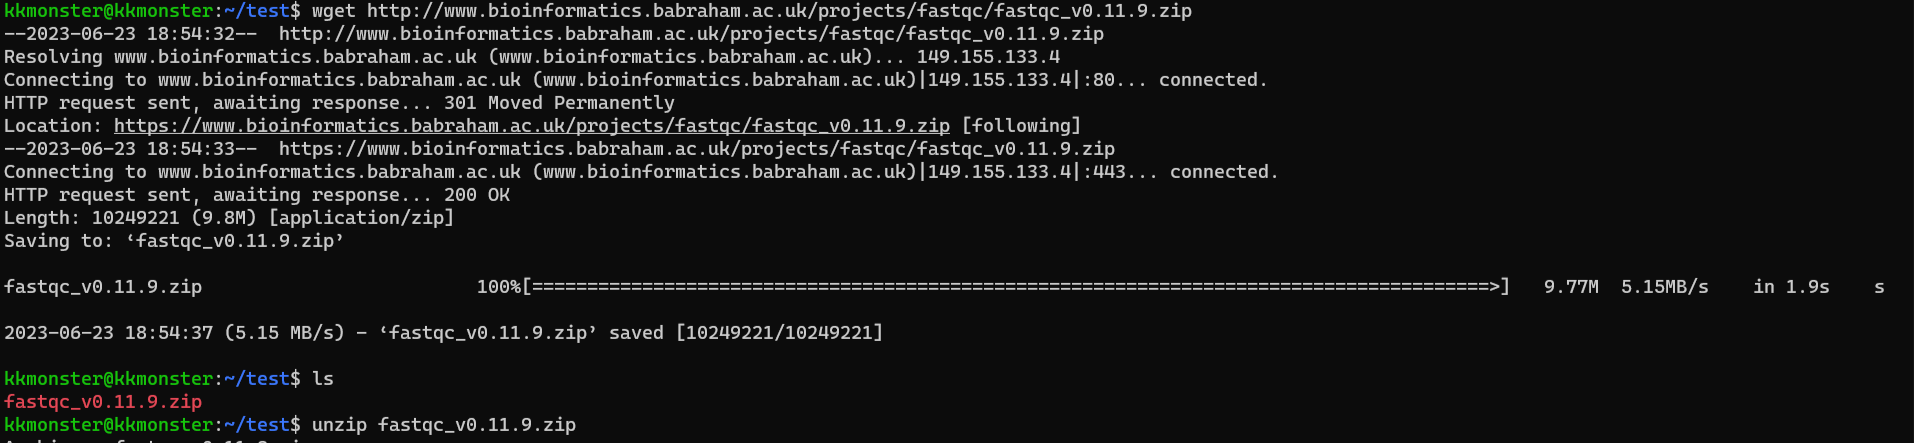 kkmonster@kkmonster:~/test$ wget http://www.bioinformatics.babraham.ac.uk/projects/fastqc/fastqc_v0.11.9.zip
--2023-06-23 18:54:32--  http://www.bioinformatics.babraham.ac.uk/projects/fastqc/fastqc_v0.11.9.zip
Resolving www.bioinformatics.babraham.ac.uk (www.bioinformatics.babraham.ac.uk)... 149.155.133.4
Connecting to www.bioinformatics.babraham.ac.uk (www.bioinformatics.babraham.ac.uk)|149.155.133.4|:80... connected.
HTTP request sent, awaiting response... 301 Moved Permanently
Location: https://www.bioinformatics.babraham.ac.uk/projects/fastqc/fastqc_v0.11.9.zip [following]
--2023-06-23 18:54:33--  https://www.bioinformatics.babraham.ac.uk/projects/fastqc/fastqc_v0.11.9.zip
Connecting to www.bioinformatics.babraham.ac.uk (www.bioinformatics.babraham.ac.uk)|149.155.133.4|:443... connected.
HTTP request sent, awaiting response... 200 OK
Length: 10249221 (9.8M) [application/zip]
Saving to: ‘fastqc_v0.11.9.zip’
fastqc_v0.11.9.zip 100%[=======================================================================================>] 9.77M 5.15MB/s in 1.9s s
2023-06-23 18:54:37 (5.15 MB/s) - ‘fastqc_v0.11.9.zip’ saved [10249221/10249221]
kkmonster@kkmonster:~/test$ ls
fastqc_v0.11.9.zip
kkmonster@kkmonster:~/test$ unzip fastqc_v0.11.9.zip